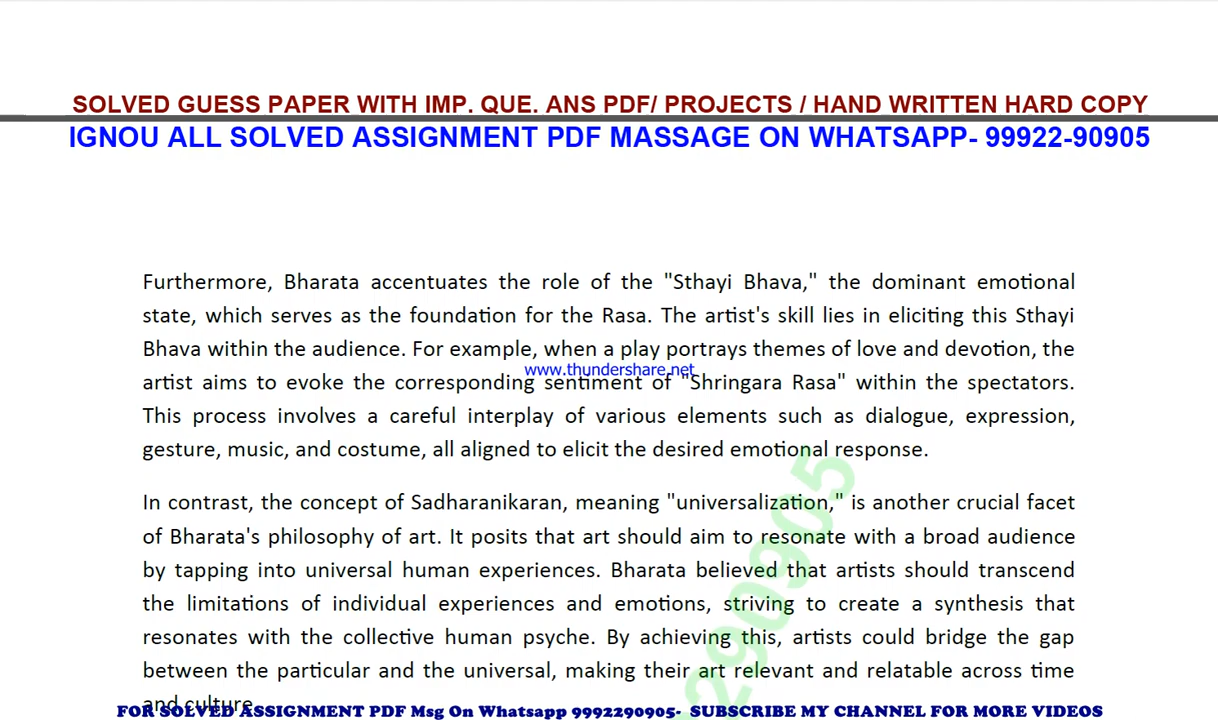 SOLVED GUESS PAPER WITH IMP. QUE. ANS PDF/ PROJECTS / HAND WRITTEN HARD COPY
IGNOU ALL SOLVED ASSIGNMENT PDF MASSAGE ON WHATSAPP- 99922-90905
Furthermore, Bharata accentuates the role of the "Sthayi Bhava," the dominant emotional
state, which serves as the foundation for the Rasa. The artist's skill lies in eliciting this Sthayi
Bhava within the audience. For example, when a play portrays themes of love and devotion, the
www.thundershare.net
artist aims to evoke the corresponding sentiment of "Shringara Rasa" within the spectators.
This process involves a careful interplay of various elements such as dialogue, expression,
gesture, music, and costume, all aligned to elicit the desired emotional response.
In contrast, the concept of Sadharanikaran, meaning "universalization," is another crucial facet
of Bharata's philosophy of art. It posits that art should aim to resonate with a broad audience
by tapping into universal human experiences. Bharata believed that artists should transcend
the limitations of individual experiences and emotions, striving to create a synthesis that
resonates with the collective human psyche. By achieving this, artists could bridge the gap
between the particular and the universal, making their art relevant and relatable across time
and culture
FOR SOLVED ASSIGNMENT PDF Msg On Whatsapp 9992290905- SUBSCRIBE MY CHANNEL FOR MORE VIDEOS
290905